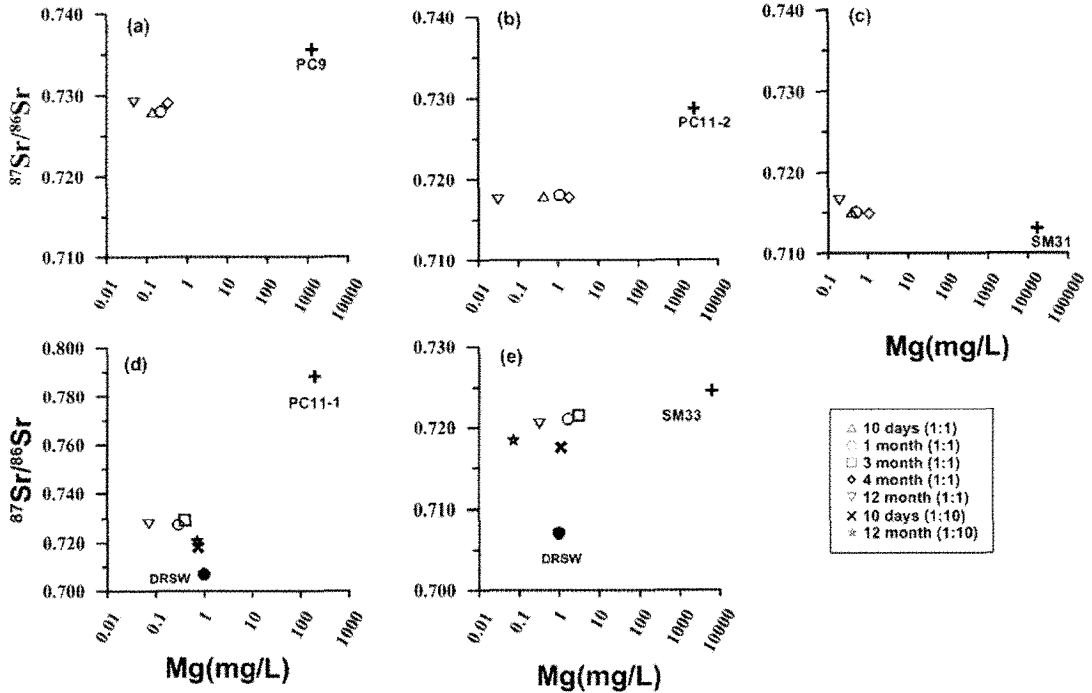 (a)
0.740
0.730
0.720
0.710
87Sr/86Sr
PC9
0.01
0.1
1
10
100
1000
10000
(b)
0.740
0.730
0.720
0.710
PC11-2
0.01
0.1
1
10
100
1000
10000
(c)
0.740
0.730
0.720
0.710
SM31
0.1
1
10
100
1000
10000
100000
Mg(mg/L)
(d)
0.800
0.780
0.760
0.740
0.730
0.720
0.700
87Sr/86Sr
PC11-1
DRSW
0.01
0.1
1
10
100
1000
Mg(mg/L)
(e)
0.730
0.720
0.710
0.700
SM33
DRSW
0.01
0.1
1
10
100
1000
10000
Mg(mg/L)
10 days (1:1)
1 month (1:1)
3 month (1:1)
4 month (1:1)
12 month (1:1)
10 days (1:10)
12 month (1:10)